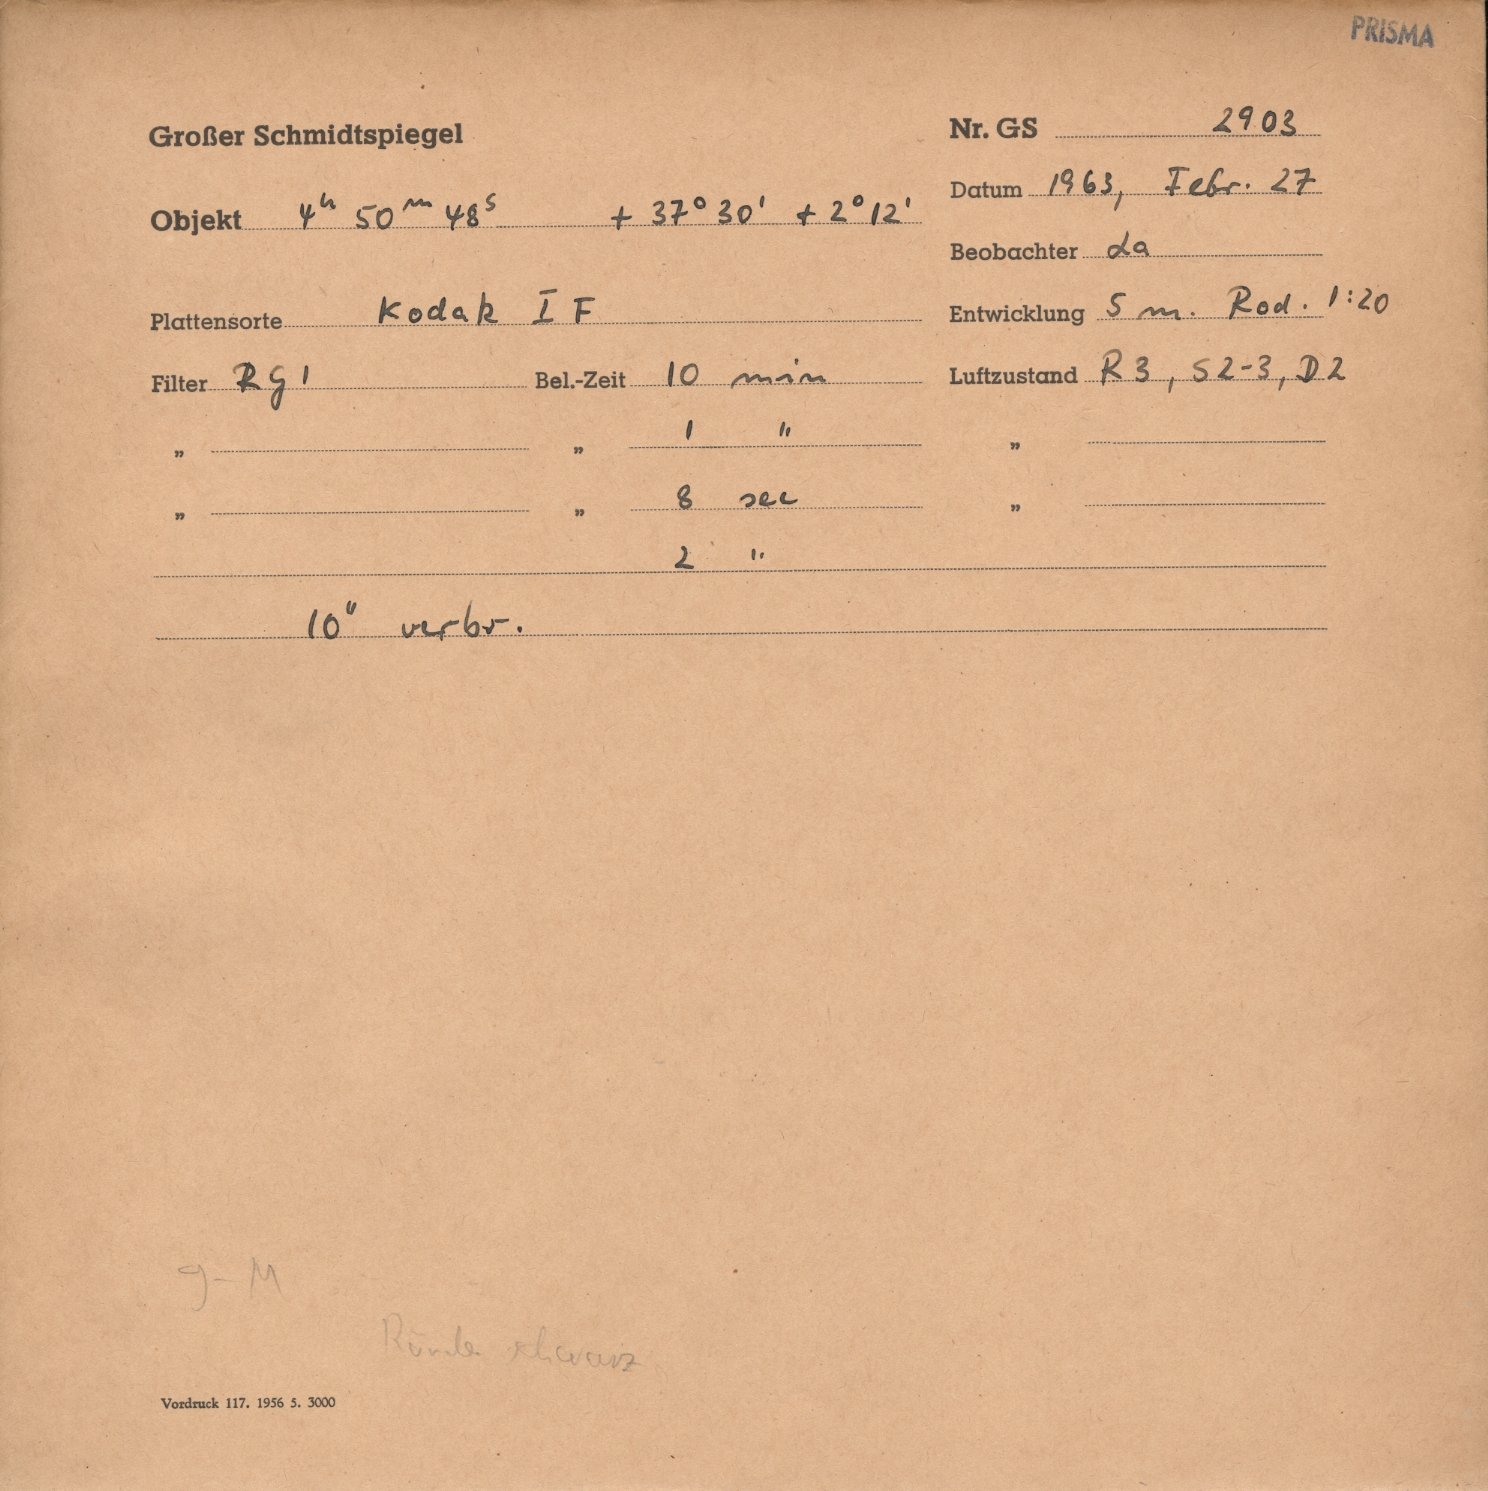 PRISMA
Großer Schmidtspiegel
Nr. GS 2903
Datum 1963, Febr. 27
Objekt 4ʰ 50ᵐ 48ˢ + 37° 30' + 2° 12'
Beobachter La
Plattensorte Kodak I F
Entwicklung 5 m. Rod. 1:20
Filter RG 1 Bel.-Zeit 10 min Luftzustand R 3, S 2-3, D 2
„ „ 1 " „
„ „ 8 sec „
2 "
10" verbr.
g- M
schwarz
Vordruck 117. 1956 5. 3000